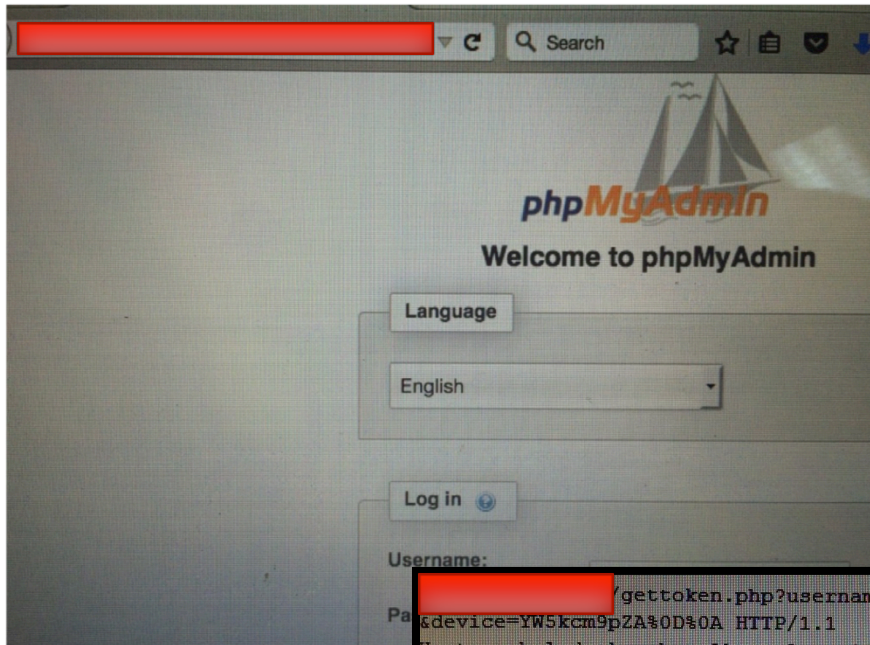 Search
phpMyAdmin
Welcome to phpMyAdmin
Language
English
Log in
Username:
/gettoken.php?usernam
&device=YW5kcm9pZA%0D%0A HTTP/1.1